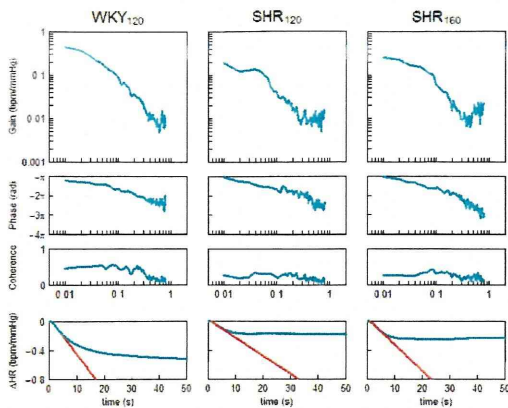 WKY120 SHR120 SHR160
Gain (bpm/mmHg)
1
0.1
0.01
0.001
Phase (rad)
-π
-2π
-3π
-4π
Coherence
1
0
0.01 0.1 1 0.01 0.1 1 0.01 0.1 1
ΔHR (bpm/mmHg)
0
-0.4
-0.8
0 10 20 30 40 50 0 10 20 30 40 50 0 10 20 30 40 50
time (s) time (s) time (s)